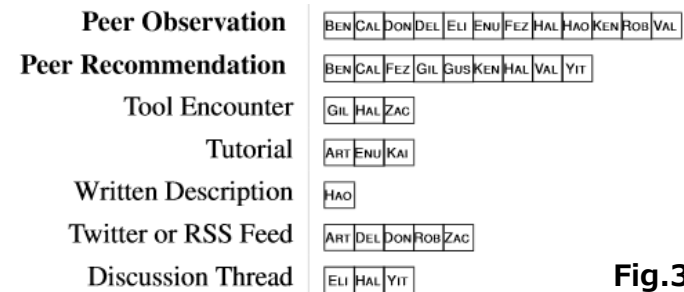 Peer Observation BEN CAL DON DEL ELI ENU FEZ HAL HAO KEN ROB VAL
Peer Recommendation BEN CAL FEZ GIL GUS KEN HAL VAL YIT
Tool Encounter GIL HAL ZAC
Tutorial ART ENU KAI
Written Description HAO
Twitter or RSS Feed ART DEL DON ROB ZAC
Discussion Thread ELI HAL YIT
Fig.3